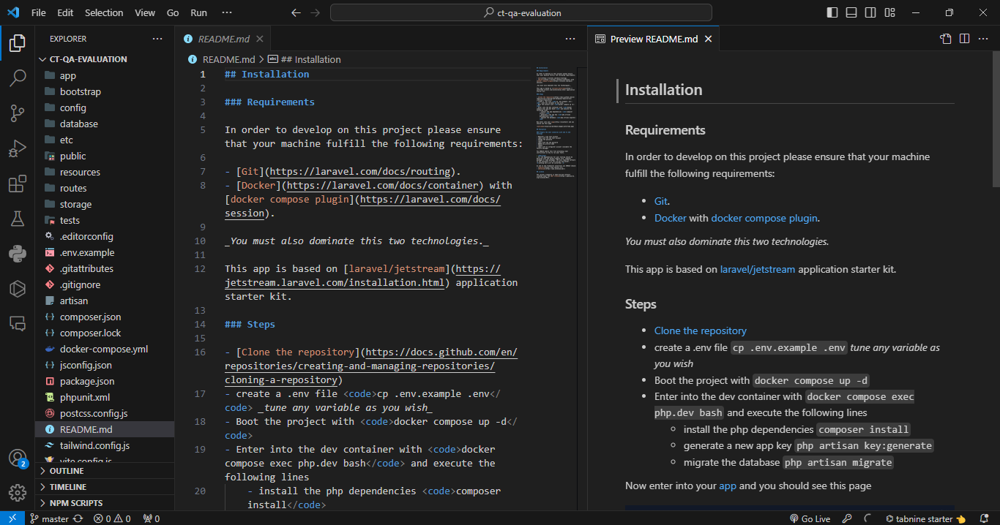 File Edit Selection View Go Run ··· ct-qa-evaluation
EXPLORER ···
CT-QA-EVALUATION
app
bootstrap
config
database
etc
public
resources
routes
storage
tests
.editorconfig
.env.example
.gitattributes
.gitignore
artisan
composer.json
composer.lock
docker-compose.yml
jsconfig.json
package.json
phpunit.xml
postcss.config.js
README.md
tailwind.config.js
vite.config.js
OUTLINE
TIMELINE
NPM SCRIPTS
README.md
README.md > ## Installation
1 ## Installation
2
3 ### Requirements
4
5 In order to develop on this project please ensure
that your machine fulfill the following requirements:
6
7 - [Git](https://laravel.com/docs/routing).
8 - [Docker](https://laravel.com/docs/container) with
[docker compose plugin](https://laravel.com/docs/
session).
9
10 _You must also dominate this two technologies._
11
12 This app is based on [laravel/jetstream](https://
jetstream.laravel.com/installation.html) application
starter kit.
13
14 ### Steps
15
16 - [Clone the repository](https://docs.github.com/en/
repositories/creating-and-managing-repositories/
cloning-a-repository)
17 - create a .env file <code>cp .env.example .env</
code> _tune any variable as you wish_
18 - Boot the project with <code>docker compose up -d</
code>
19 - Enter into the dev container with <code>docker
compose exec php.dev bash</code> and execute the
following lines
20 - install the php dependencies <code>composer
install</code>
Preview README.md
Installation
Requirements
In order to develop on this project please ensure that your machine
fulfill the following requirements:
• Git.
• Docker with docker compose plugin.
You must also dominate this two technologies.
This app is based on laravel/jetstream application starter kit.
Steps
• Clone the repository
• create a .env file cp .env.example .env tune any variable as
you wish
• Boot the project with docker compose up -d
• Enter into the dev container with docker compose exec
php.dev bash and execute the following lines
◦ install the php dependencies composer install
◦ generate a new app key php artisan key:generate
◦ migrate the database php artisan migrate
Now enter into your app and you should see this page
2
master 0 0 0 Go Live tabnine starter